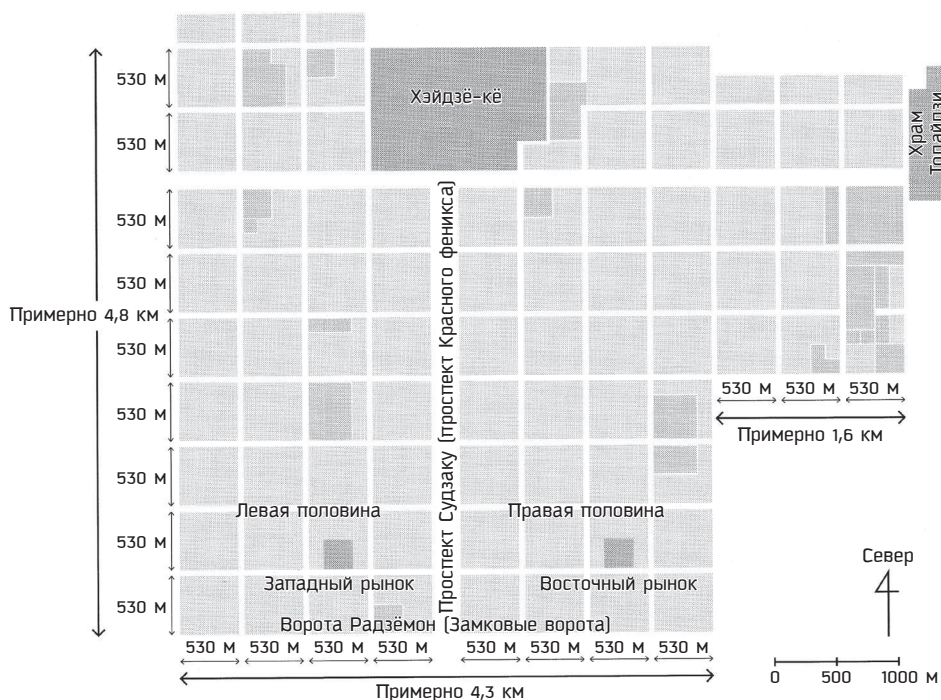 530 м
Хэйдзё-кё
530 м
Храм
Тодайдзи
530 м
Проспект Судзаку (проспект Красного феникса)
530 м
Примерно 4,8 км
530 м
530 м
530 м
530 м
530 м
Примерно 1,6 км
530 м
Левая половина
Правая половина
530 м
Западный рынок
Восточный рынок
Север
530 м
Ворота Радзёмон (Замковые ворота)
530 м
530 м
530 м
530 м
530 м
530 м
530 м
530 м
Примерно 4,3 км
0
500
1000 м